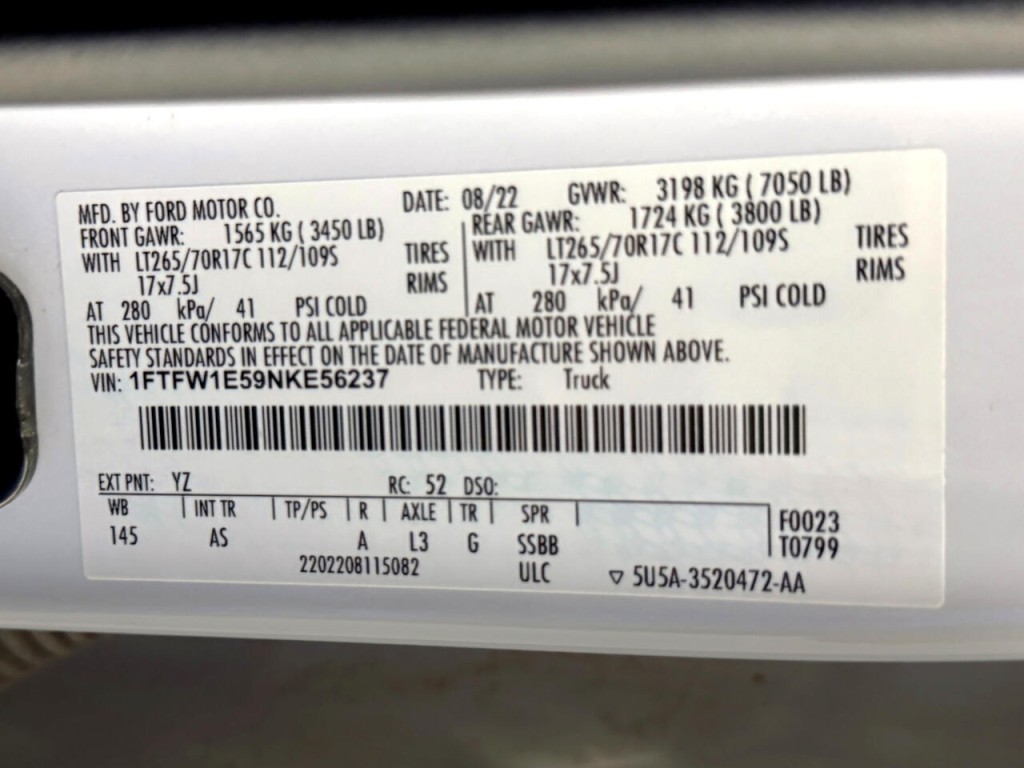 MFD. BY FORD MOTOR CO. DATE: 08/22 GVWR: 3198 KG ( 7050 LB)
FRONT GAWR: 1565 KG ( 3450 LB) REAR GAWR: 1724 KG ( 3800 LB)
WITH LT265/70R17C 112/109S TIRES WITH LT265/70R17C 112/109S TIRES
17x7.5J RIMS 17x7.5J RIMS
AT 280 kPa/ 41 PSI COLD AT 280 kPa/ 41 PSI COLD
THIS VEHICLE CONFORMS TO ALL APPLICABLE FEDERAL MOTOR VEHICLE
SAFETY STANDARDS IN EFFECT ON THE DATE OF MANUFACTURE SHOWN ABOVE.
VIN: 1FTFW1E59NKE56237 TYPE: Truck
EXT PNT: YZ RC: 52 DSO:
WB INT TR TP/PS R AXLE TR SPR F0023
145 AS A L3 G SSBB T0799
2202208115082 ULC ▽ 5U5A-3520472-AA